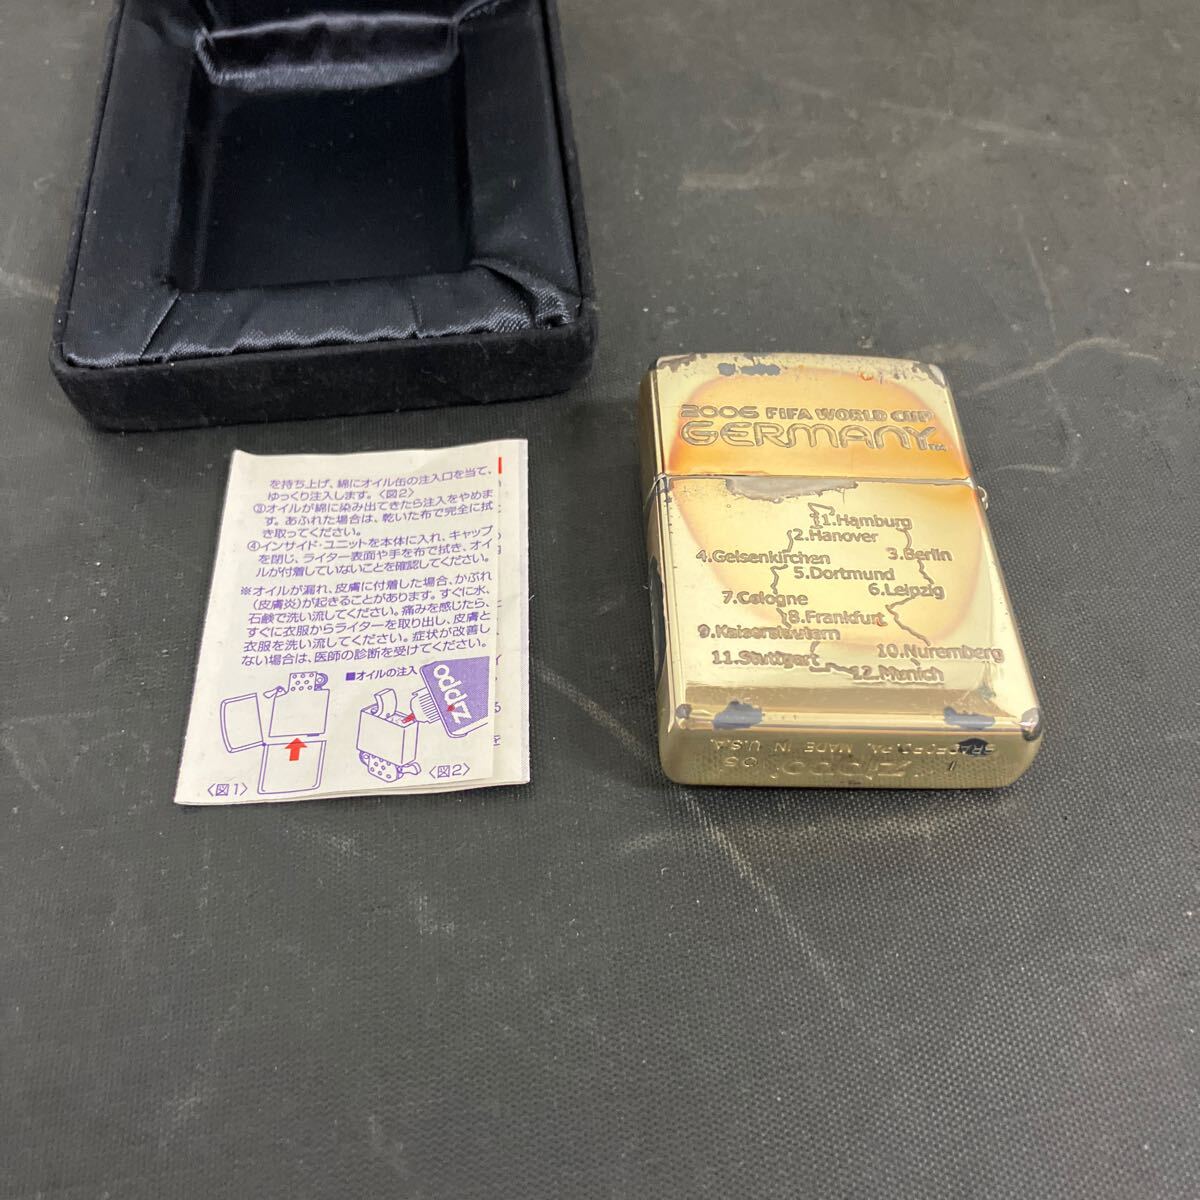 を持ち上げ、綿にオイル缶の注入口を当て、
ゆっくり注入します。〈図2〉
③オイルが綿に染み出てきたら注入をやめま
す。あふれた場合は、乾いた布で完全に拭
き取ってください。
④インサイド・ユニットを本体に入れ、キャップ
を閉じ、ライター表面や手を布で拭き、オイ
ルが付着していないことを確認してください。
※オイルが漏れ、皮膚に付着した場合、かぶれ
(皮膚炎)が起きることがあります。すぐに水、
石鹸で洗い流してください。痛みを感じたら、
すぐに衣服からライターを取り出し、皮膚と
衣服を洗い流してください。症状が改善し
ない場合は、医師の診断を受けてください。
■オイルの注入
zippo
〈図1〉
〈図2〉
2006 FIFA WORLD CUP
GERMANY TM
1.Hamburg
2.Hanover
3.Berlin
4.Gelsenkirchen
5.Dortmund
6.Leipzig
7.Cologne
8.Frankfurt
9.Kaiserslautern
10.Nuremberg
11.Stuttgart
12.Munich
Zippo 05
PA. MADE IN U.S.A.